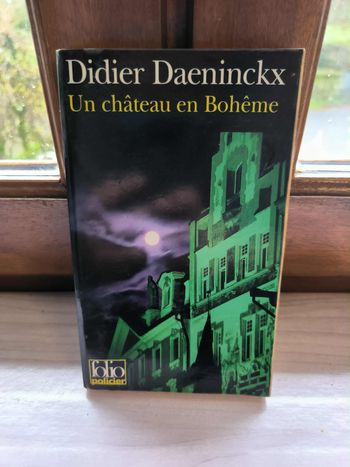 Didier Daeninckx
Un château en Bohême
folio
policier